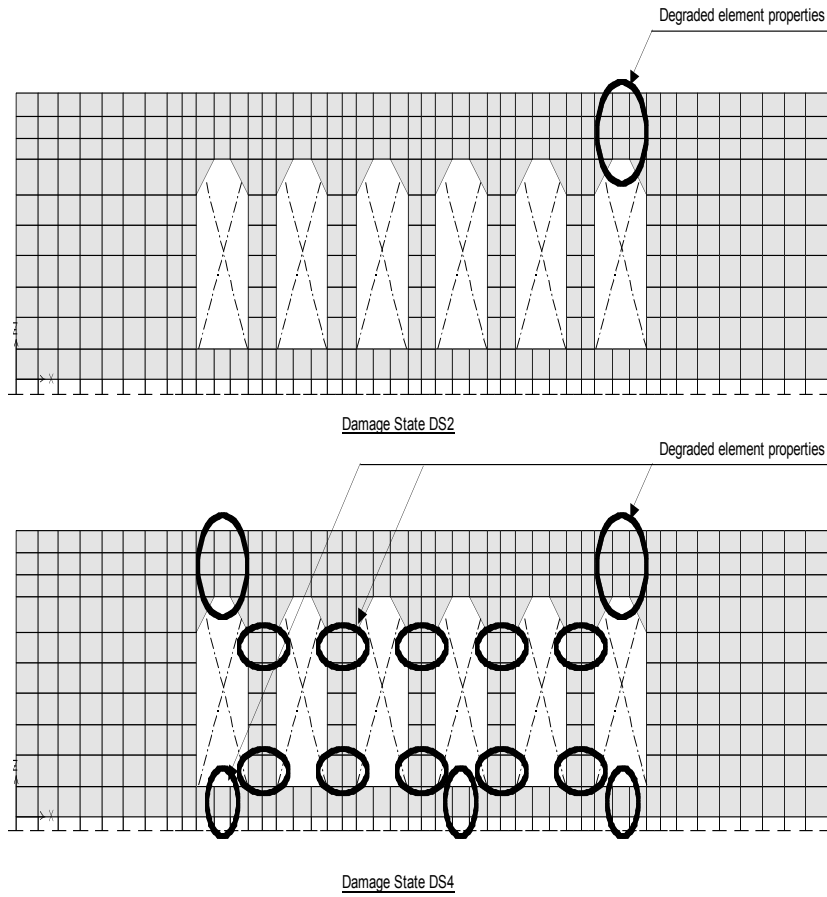 Degraded element properties
Z
X
Damage State DS2
Degraded element properties
Z
X
Damage State DS4